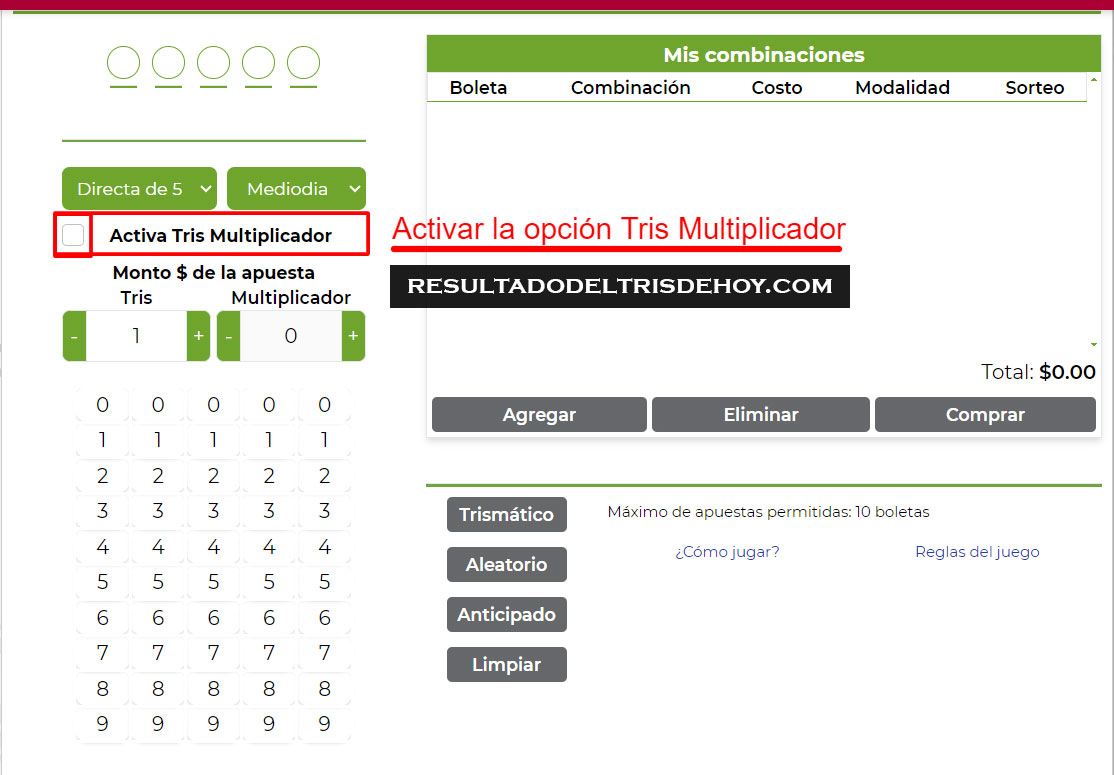 Directa de 5 Mediodia
Activa Tris Multiplicador
Monto $ de la apuesta
Tris Multiplicador
- 1 + - 0 +
0 0 0 0 0
1 1 1 1 1
2 2 2 2 2
3 3 3 3 3
4 4 4 4 4
5 5 5 5 5
6 6 6 6 6
7 7 7 7 7
8 8 8 8 8
9 9 9 9 9
Mis combinaciones
Boleta Combinación Costo Modalidad Sorteo
Activar la opción Tris Multiplicador
RESULTADODELTRISDEHOY.COM
Total: $0.00
Agregar Eliminar Comprar
Trismático
Máximo de apuestas permitidas: 10 boletas
¿Cómo jugar? Reglas del juego
Aleatorio
Anticipado
Limpiar